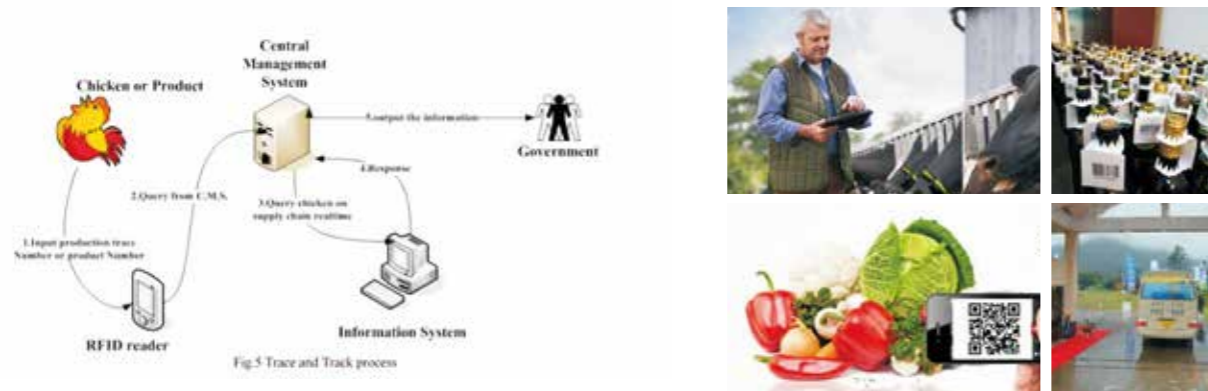 Central
Management
System
Chicken or Product
5.output the information
Government
4.Response
2.Query from C.M.S.
3.Query chicken on
supply chain realtime
1.Input production trace
Number or product Number
Information System
RFID reader
Fig.5 Trace and Track process